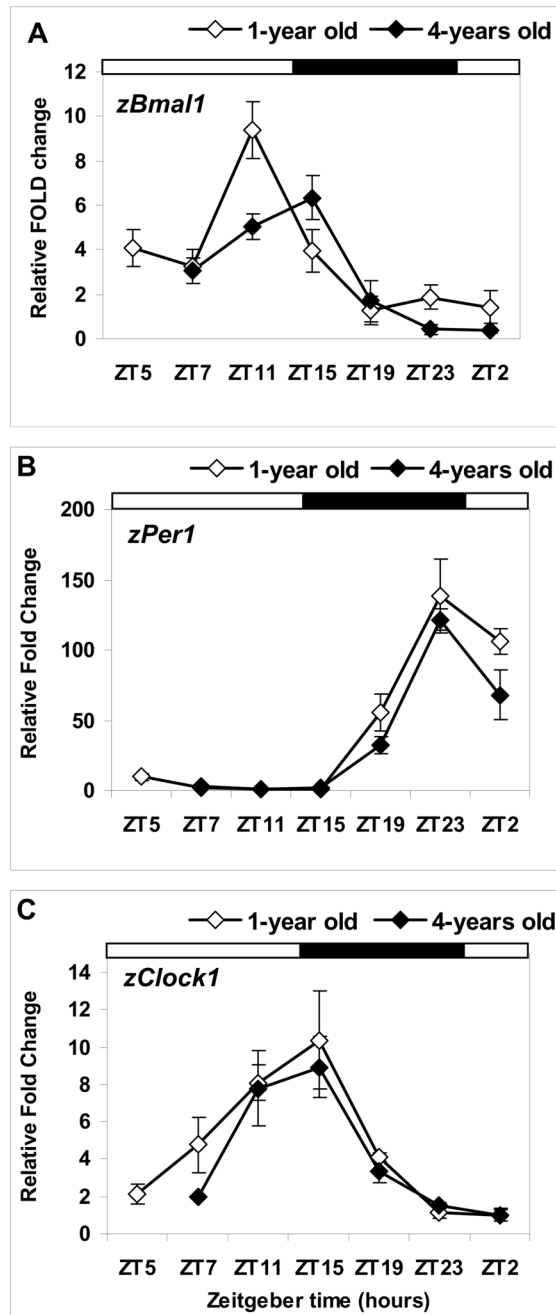 A
1-year old
4-years old
12
10
8
6
4
2
0
Relative FOLD change
zBmal1
ZT5 ZT7 ZT11 ZT15 ZT19 ZT23 ZT2
B
1-year old
4-years old
200
150
100
50
0
Relative Fold Change
zPer1
ZT5 ZT7 ZT11 ZT15 ZT19 ZT23 ZT2
C
1-year old
4-years old
14
12
10
8
6
4
2
0
Relative Fold Change
zClock1
ZT5 ZT7 ZT11 ZT15 ZT19 ZT23 ZT2
Zeitgeber time (hours)